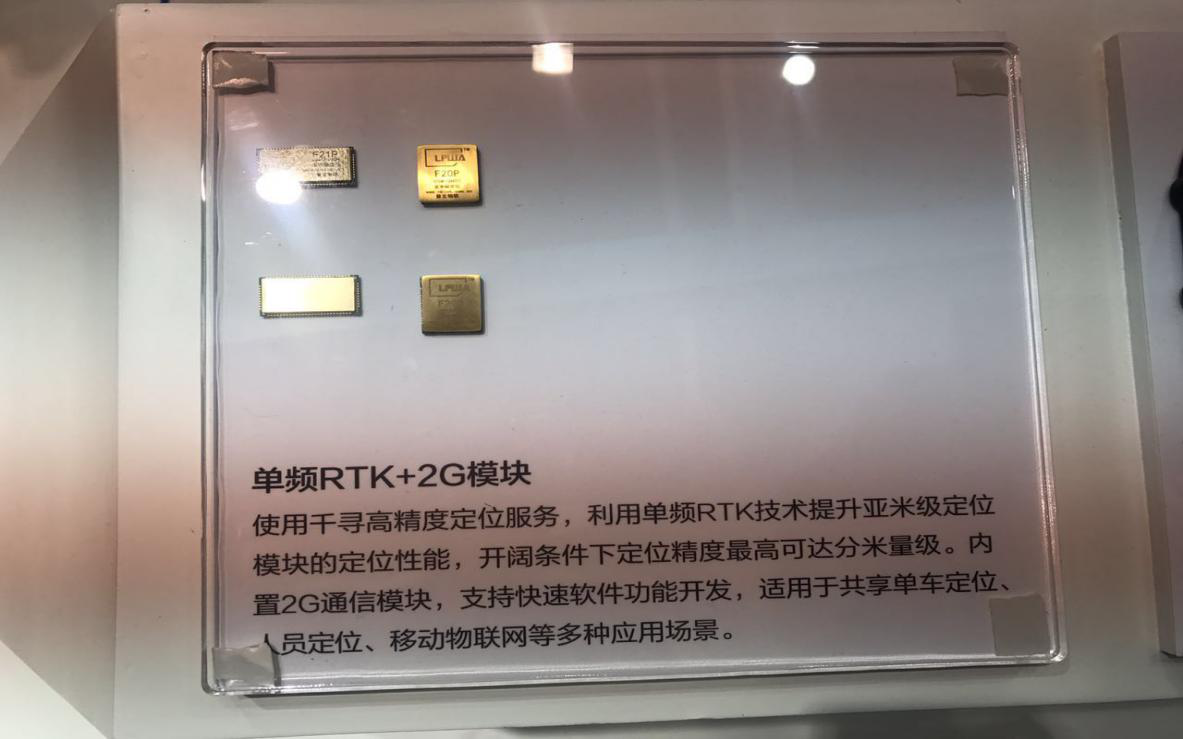 F21P
LPWA™
F20P
LPWA
单频RTK+2G模块
使用千寻高精度定位服务，利用单频RTK技术提升亚米级定位
模块的定位性能，开阔条件下定位精度最高可达分米量级。内
置2G通信模块，支持快速软件功能开发，适用于共享单车定位、
人员定位、移动物联网等多种应用场景。